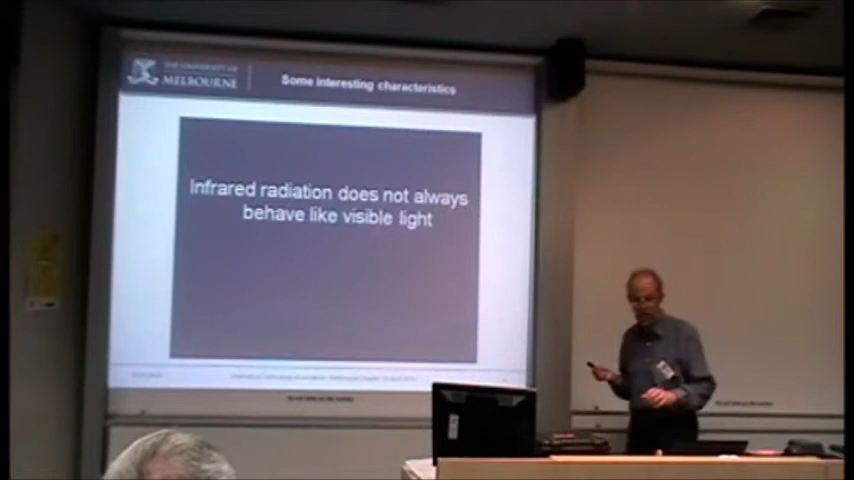 THE UNIVERSITY OF
MELBOURNE
Some interesting characteristics
Infrared radiation does not always
behave like visible light